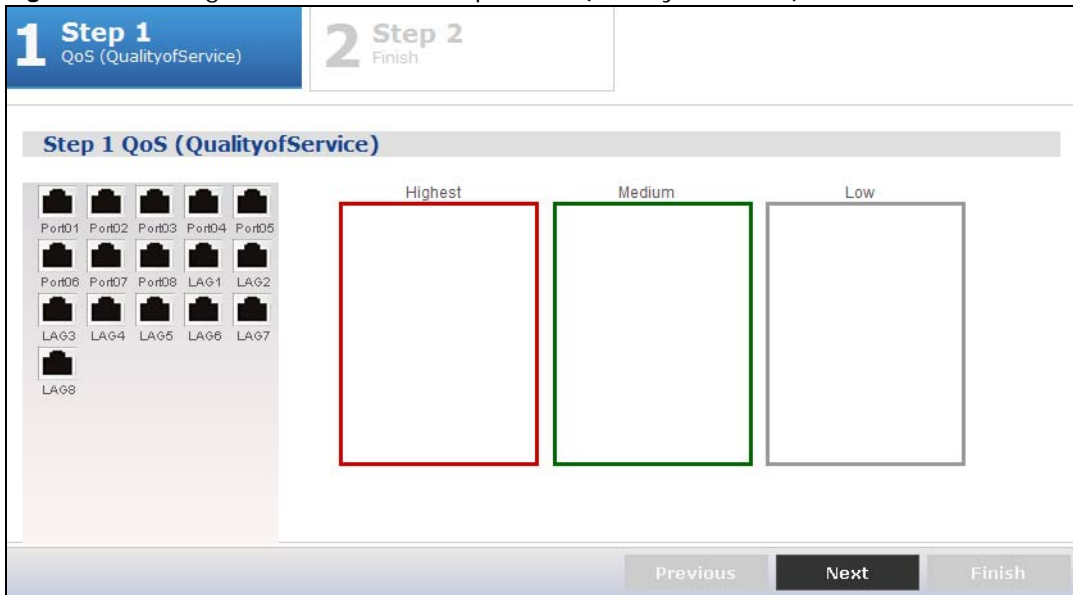 1 Step 1
QoS (QualityofService)
2 Step 2
Finish
Step 1 QoS (QualityofService)
Port01 Port02 Port03 Port04 Port05
Port06 Port07 Port08 LAG1 LAG2
LAG3 LAG4 LAG5 LAG6 LAG7
LAG8
Highest Medium Low
Previous Next Finish